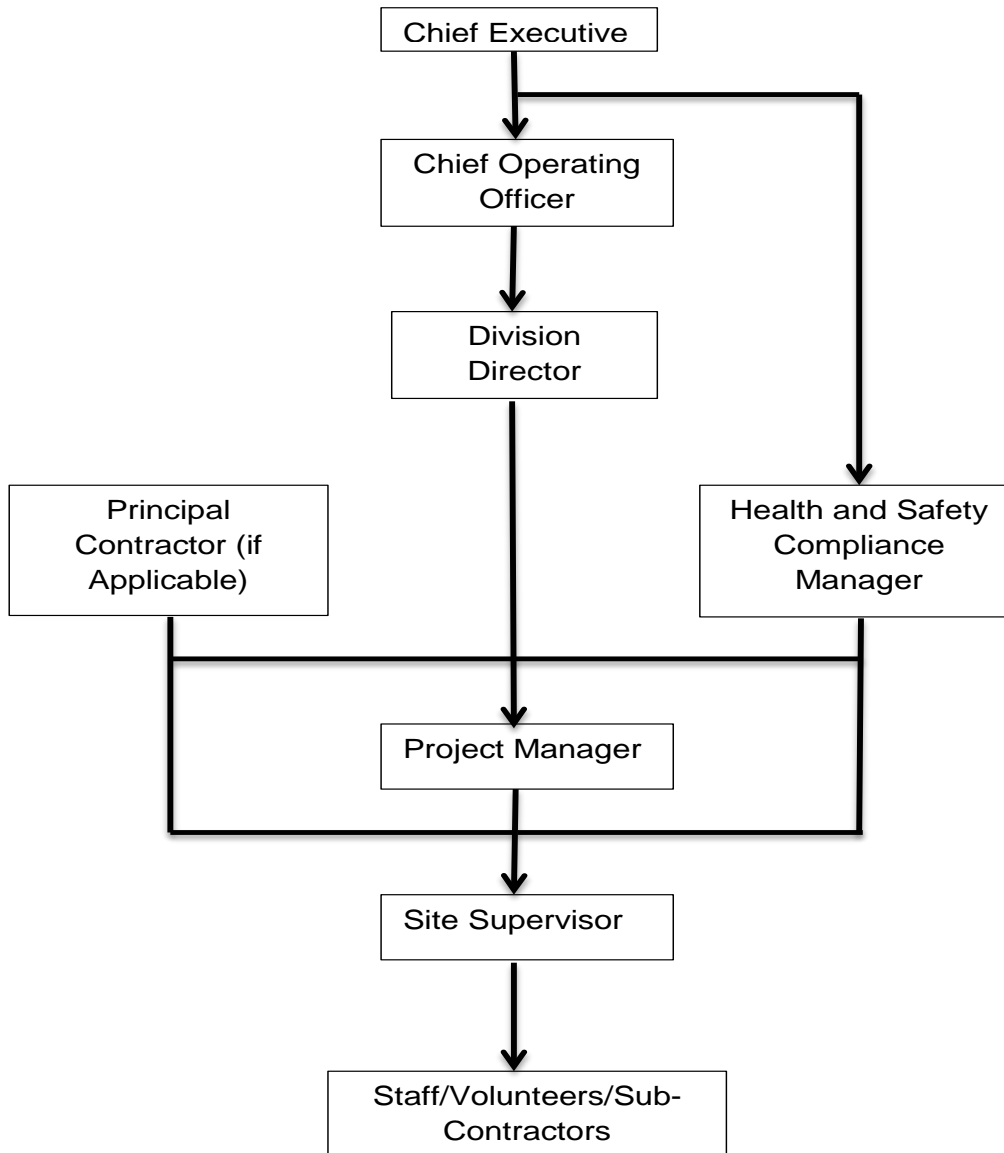 Chief Executive
Chief Operating
Officer
Division
Director
Principal
Contractor (if
Applicable)
Health and Safety
Compliance
Manager
Project Manager
Site Supervisor
Staff/Volunteers/Sub-
Contractors